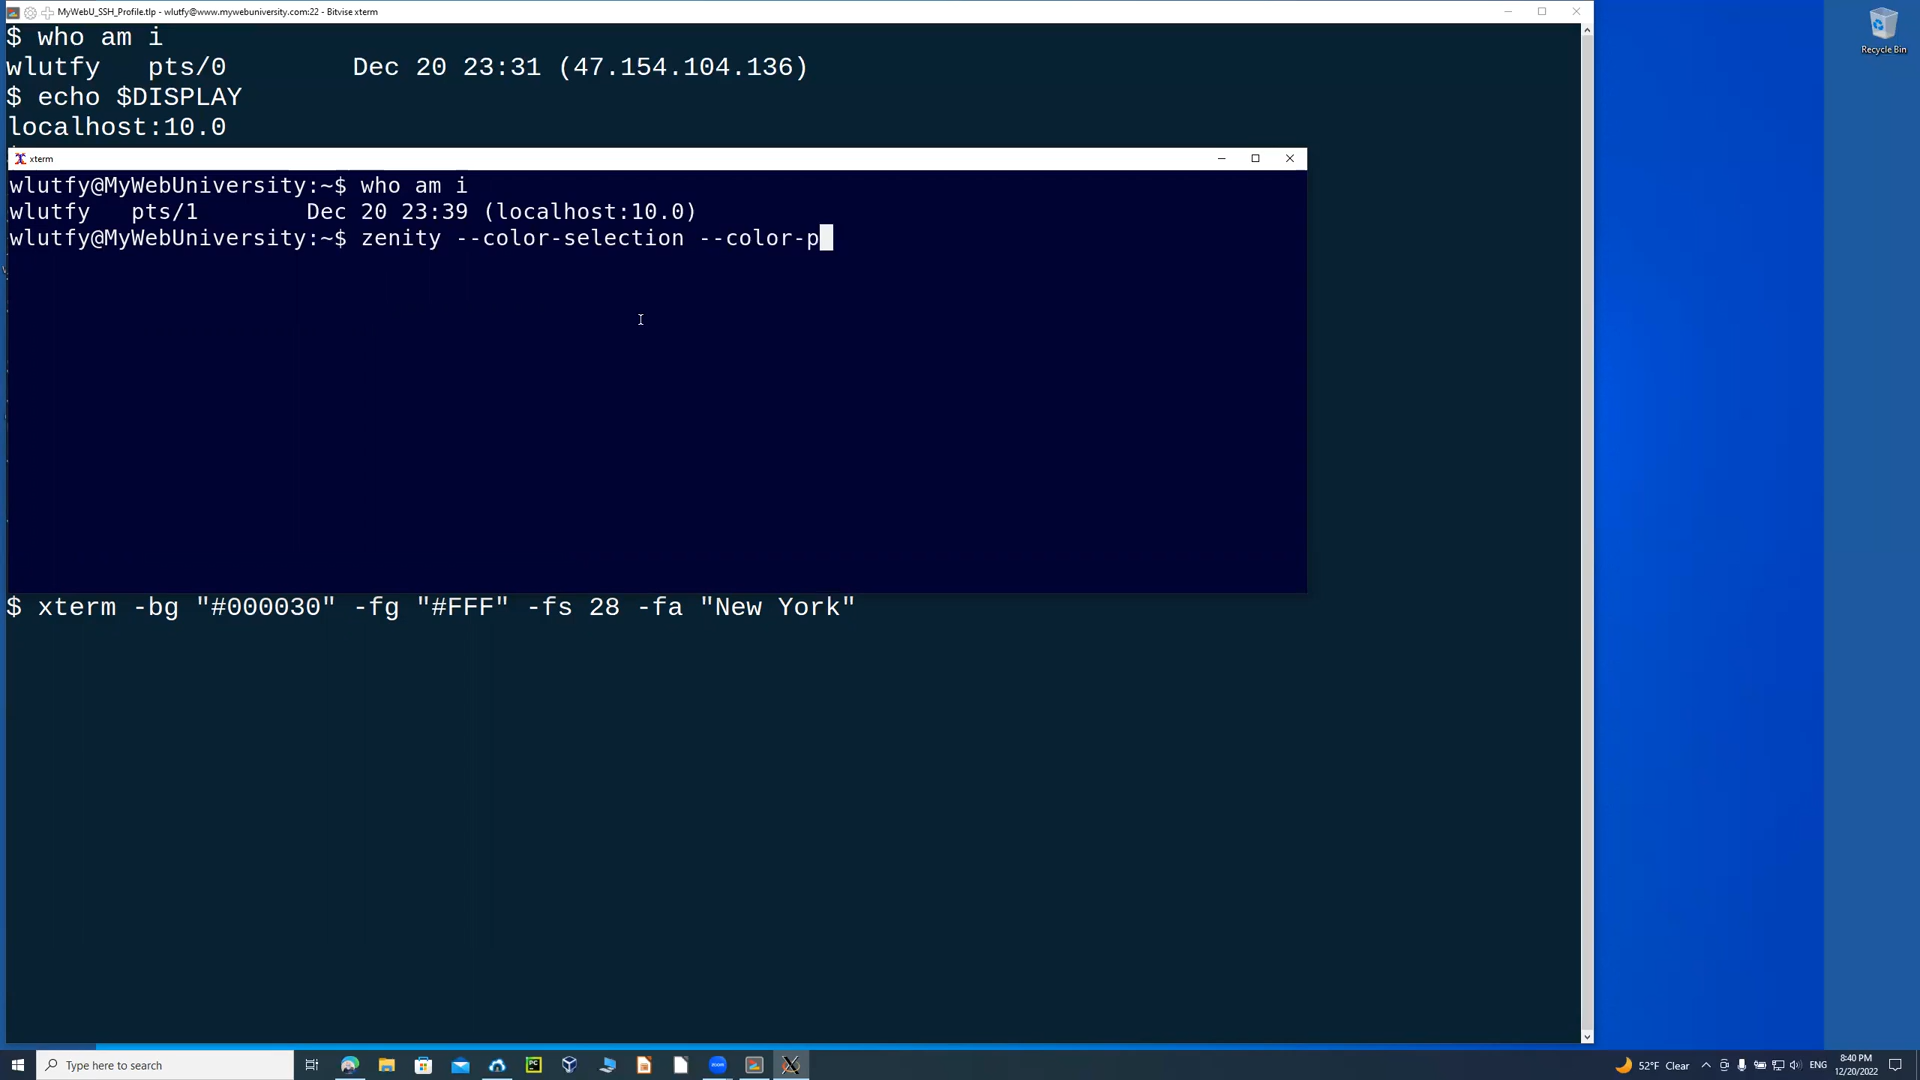 MyWebU_SSH_Profile.tlp - wlutfy@www.mywebuniversity.com:22 - Bitvise xterm
$ who am i
wlutfy   pts/0        Dec 20 23:31 (47.154.104.136)
$ echo $DISPLAY
localhost:10.0
xterm
wlutfy@MyWebUniversity:~$ who am i
wlutfy   pts/1        Dec 20 23:39 (localhost:10.0)
wlutfy@MyWebUniversity:~$ zenity --color-selection --color-p
$ xterm -bg "#000030" -fg "#FFF" -fs 28 -fa "New York"
Recycle Bin
Type here to search
PC
zoom
52°F Clear
ENG
8:40 PM
12/20/2022